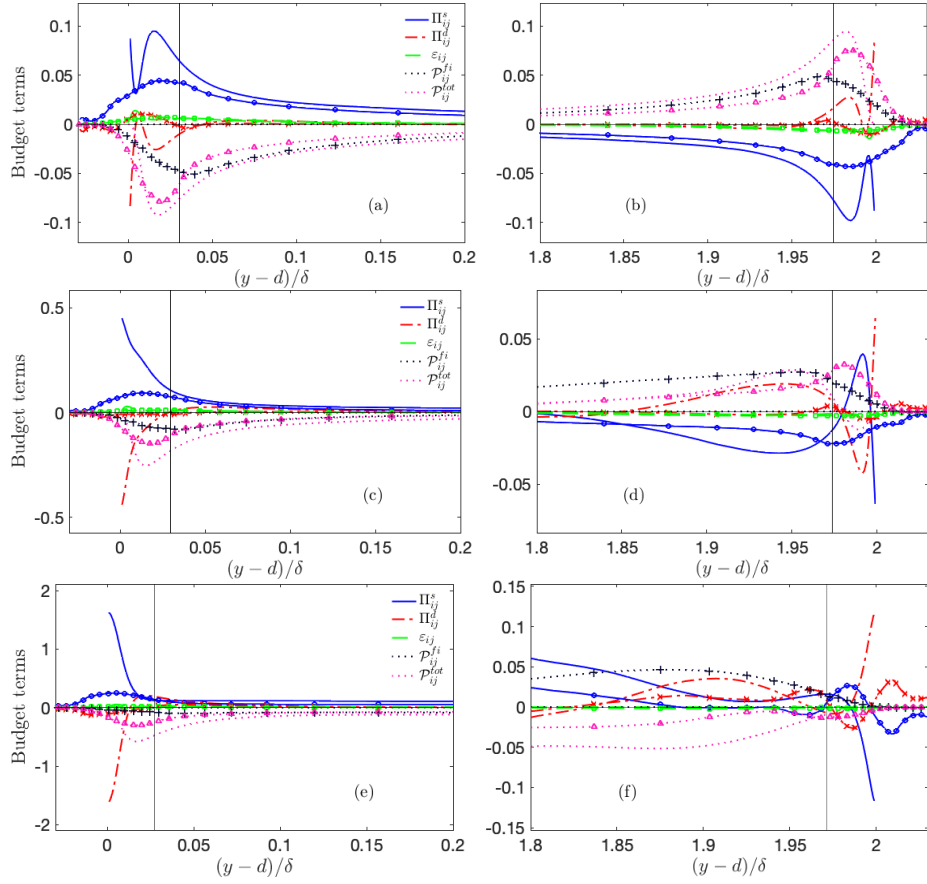 0.1
0.05
0
-0.05
-0.1
Budget terms
Π^s_ij
Π^d_ij
ε_ij
𝒫^fi_ij
𝒫^tot_ij
(a)
0 0.05 0.1 0.15 0.2
(y − d)/δ
0.1
0.05
0
-0.05
-0.1
(b)
1.8 1.85 1.9 1.95 2
(y − d)/δ
0.5
0
-0.5
Budget terms
Π^s_ij
Π^d_ij
ε_ij
𝒫^fi_ij
𝒫^tot_ij
(c)
0 0.05 0.1 0.15 0.2
(y − d)/δ
0.05
0
0.05
(d)
1.8 1.85 1.9 1.95 2
(y − d)/δ
2
1
0
-1
-2
Budget terms
Π^s_ij
Π^d_ij
ε_ij
𝒫^fi_ij
𝒫^tot_ij
(e)
0 0.05 0.1 0.15 0.2
(y − d)/δ
0.15
0.1
0.05
0
-0.05
-0.1
-0.15
(f)
1.8 1.85 1.9 1.95 2
(y − d)/δ